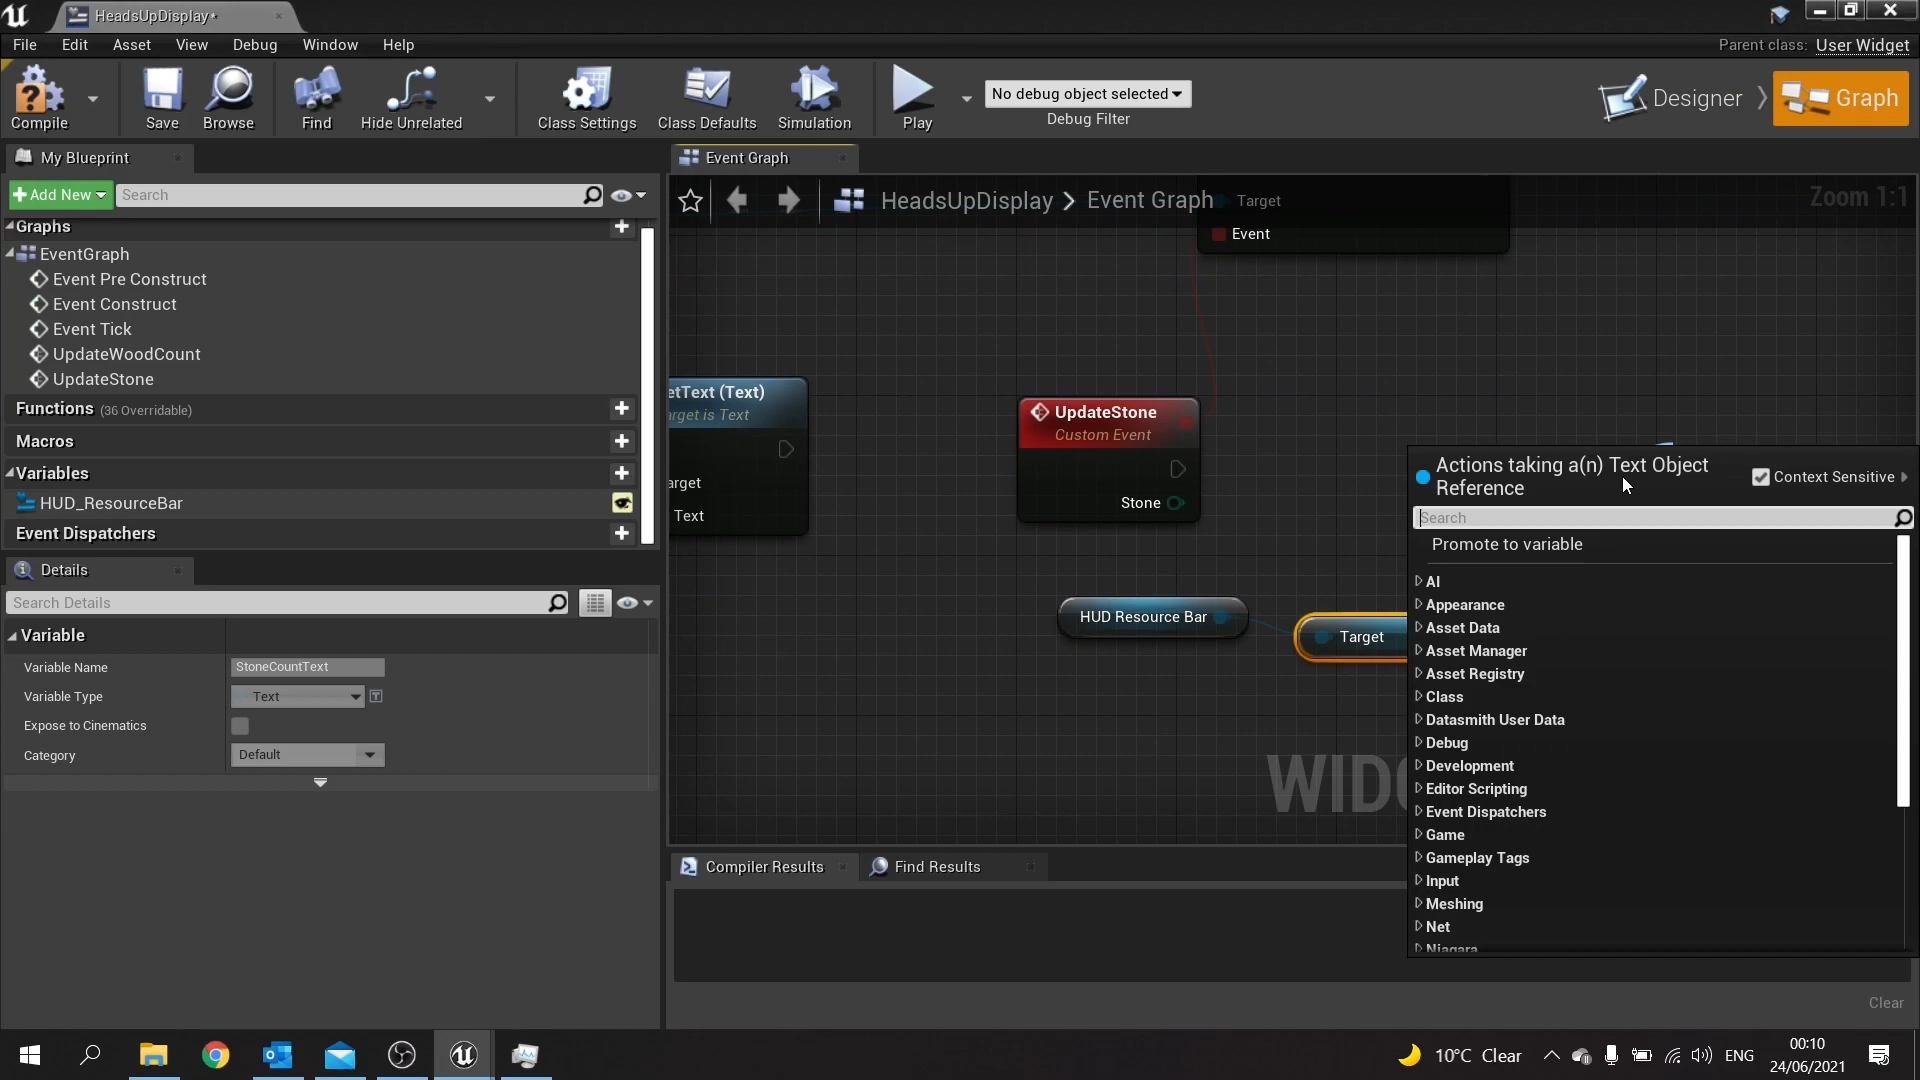 HeadsUpDisplay*
File Edit Asset View Debug Window Help
Parent class: User Widget
Compile Save Browse Find Hide Unrelated Class Settings Class Defaults Simulation Play
No debug object selected
Debug Filter
Designer Graph
My Blueprint
Event Graph
Add New Search
HeadsUpDisplay > Event Graph
Zoom 1:1
Graphs
EventGraph
Event Pre Construct
Event Construct
Event Tick
UpdateWoodCount
UpdateStone
Functions (36 Overridable)
Macros
Variables
HUD_ResourceBar
Event Dispatchers
Details
Search Details
Variable
Variable Name StoneCountText
Variable Type Text
Expose to Cinematics
Category Default
Target
Event
etText (Text)
arget is Text
arget
Text
UpdateStone
Custom Event
Stone
HUD Resource Bar
Target
WIDG
Actions taking a(n) Text Object
Reference
Context Sensitive
Search
Promote to variable
AI
Appearance
Asset Data
Asset Manager
Asset Registry
Class
Datasmith User Data
Debug
Development
Editor Scripting
Event Dispatchers
Game
Gameplay Tags
Input
Meshing
Net
Niagara
Compiler Results
Find Results
Clear
10°C Clear
ENG
00:10
24/06/2021